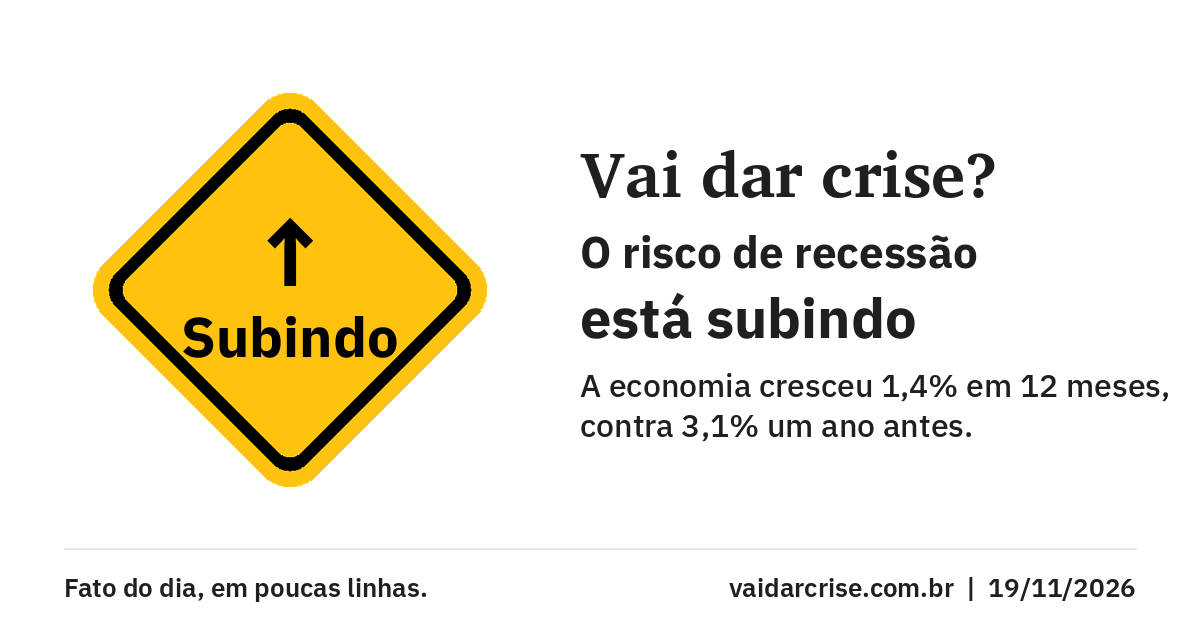 ↑
Subindo
Vai dar crise?
O risco de recessão
está subindo
A economia cresceu 1,4% em 12 meses,
contra 3,1% um ano antes.
Fato do dia, em poucas linhas.
vaidarcrise.com.br | 19/11/2026